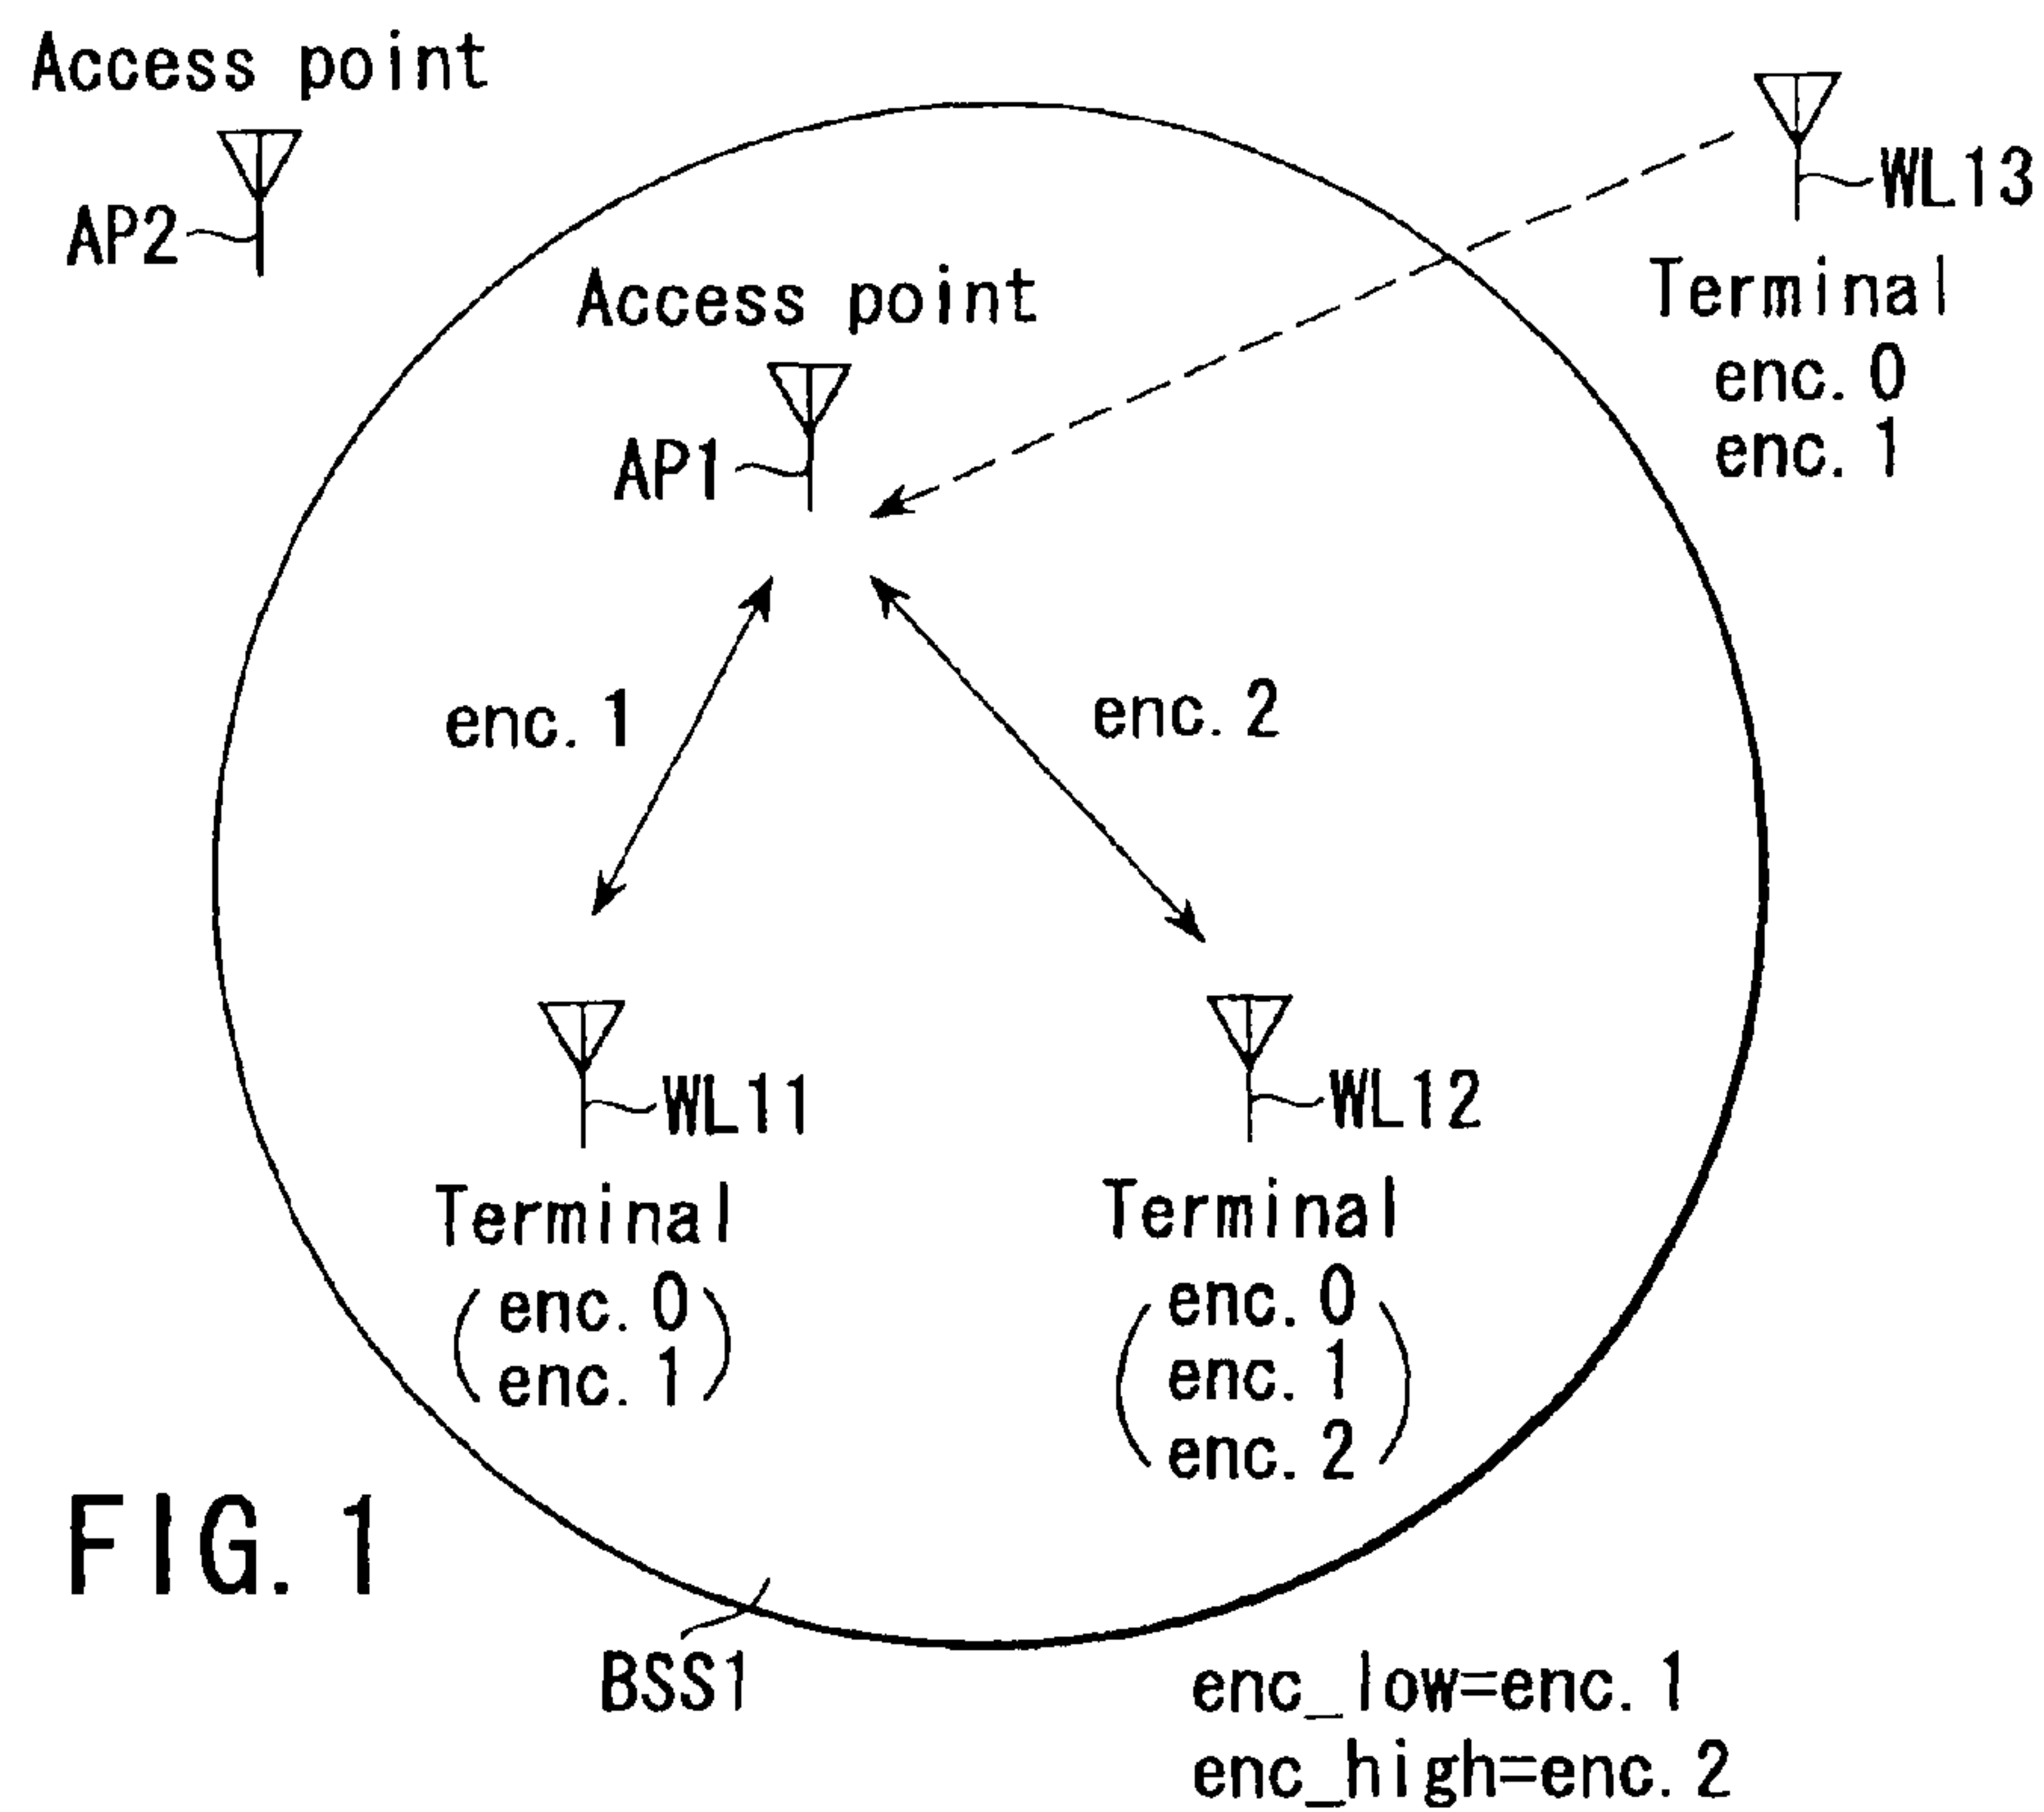 Access point
AP2
WL13
Terminal
enc. 0
enc. 1
Access point
AP1
enc. 1
enc. 2
WL11
Terminal
(enc. 0
enc. 1)
WL12
Terminal
(enc. 0
enc. 1
enc. 2)
FIG. 1
BSS1
enc_low=enc. 1
enc_high=enc. 2